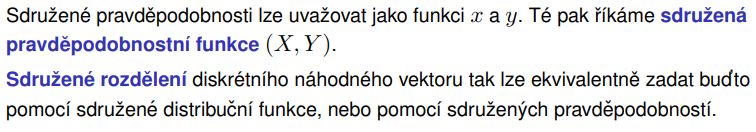 Sdružené pravděpodobnosti lze uvažovat jako funkci x a y. Té pak říkáme sdružená
pravděpodobnostní funkce (X, Y).
Sdružené rozdělení diskrétního náhodného vektoru tak lze ekvivalentně zadat buďto
pomocí sdružené distribuční funkce, nebo pomocí sdružených pravděpodobností.